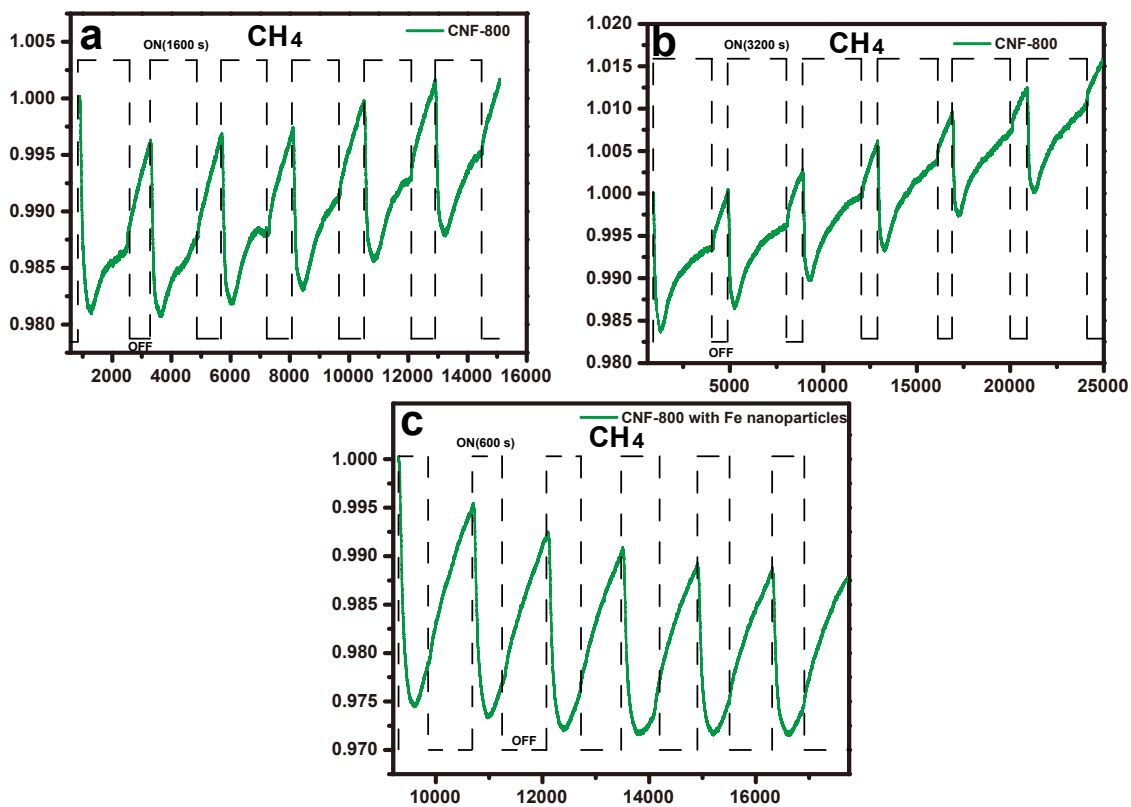 a
ON(1600 s)
CH4
CNF-800
1.005
1.000
0.995
0.990
0.985
0.980
OFF
2000 4000 6000 8000 10000 12000 14000 16000
b
ON(3200 s)
CH4
CNF-800
1.020
1.015
1.010
1.005
1.000
0.995
0.990
0.985
0.980
OFF
5000 10000 15000 20000 25000
c
ON(600 s)
CH4
CNF-800 with Fe nanoparticles
1.000
0.995
0.990
0.985
0.980
0.975
0.970
OFF
10000 12000 14000 16000